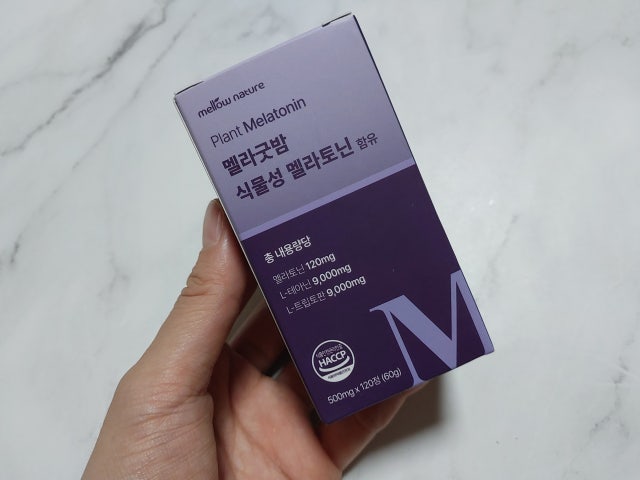 mellow nature
Plant Melatonin
멜라굿밤
식물성 멜라토닌 함유
총 내용량당
멜라토닌 120mg
L-테아닌 9,000mg
L-트립토판 9,000mg
HACCP
M
500mg x 120정 (60g)